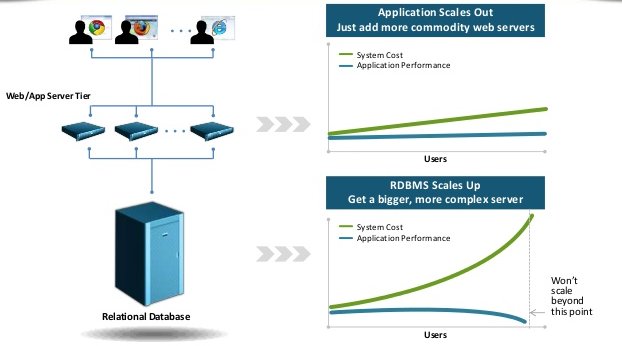 Application Scales Out
Just add more commodity web servers
System Cost
Application Performance
Web/App Server Tier
Users
RDBMS Scales Up
Get a bigger, more complex server
System Cost
Application Performance
Won't
scale
beyond
this point
Relational Database
Users